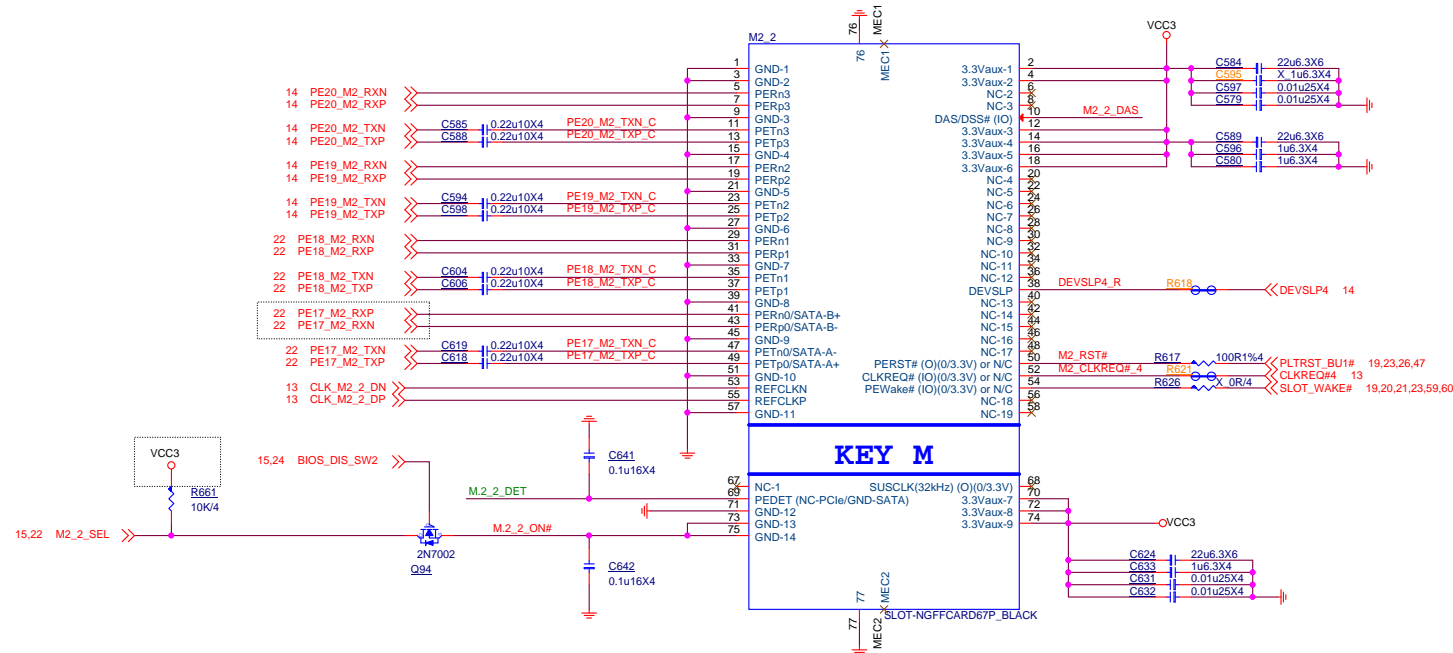 76
MEC1
VCC3
M2_2
76
MEC1
1 GND-1 3.3Vaux-1 2 C584 22u6.3X6
3 GND-2 3.3Vaux-2 4 C595 X_1u6.3X4
14 PE20_M2_RXN 5 PERn3 NC-2 6 C597 0.01u25X4
14 PE20_M2_RXP 7 PERp3 NC-3 8 C579 0.01u25X4
9 GND-3 DAS/DSS# (IO) 10 M2_2_DAS
14 PE20_M2_TXN C585 0.22u10X4 PE20_M2_TXN_C 11 PETn3 3.3Vaux-3 12
14 PE20_M2_TXP C588 0.22u10X4 PE20_M2_TXP_C 13 PETp3 3.3Vaux-4 14 C589 22u6.3X6
15 GND-4 3.3Vaux-5 16 C596 1u6.3X4
14 PE19_M2_RXN 17 PERn2 3.3Vaux-6 18 C580 1u6.3X4
14 PE19_M2_RXP 19 PERp2 NC-4 20
21 GND-5 NC-5 22
14 PE19_M2_TXN C594 0.22u10X4 PE19_M2_TXN_C 23 PETn2 NC-6 24
14 PE19_M2_TXP C598 0.22u10X4 PE19_M2_TXP_C 25 PETp2 NC-7 26
27 GND-6 NC-8 28
22 PE18_M2_RXN 29 PERn1 NC-9 30
22 PE18_M2_RXP 31 PERp1 NC-10 32
33 GND-7 NC-11 34
22 PE18_M2_TXN C604 0.22u10X4 PE18_M2_TXN_C 35 PETn1 NC-12 36
22 PE18_M2_TXP C606 0.22u10X4 PE18_M2_TXP_C 37 PETp1 DEVSLP 38 DEVSLP4_R R618 DEVSLP4 14
39 GND-8 NC-13 40
22 PE17_M2_RXP 41 PERn0/SATA-B+ NC-14 42
22 PE17_M2_RXN 43 PERp0/SATA-B- NC-15 44
45 GND-9 NC-16 46
22 PE17_M2_TXN C619 0.22u10X4 PE17_M2_TXN_C 47 PETn0/SATA-A- NC-17 48
22 PE17_M2_TXP C618 0.22u10X4 PE17_M2_TXP_C 49 PETp0/SATA-A+ PERST# (O)(0/3.3V) or N/C 50 M2_RST# R617 100R1%4 PLTRST_BU1# 19,23,26,47
51 GND-10 CLKREQ# (IO)(0/3.3V) or N/C 52 M2_CLKREQ#_4 R621 CLKREQ#4 13
13 CLK_M2_2_DN 53 REFCLKN PEWake# (IO)(0/3.3V) or N/C 54 R626 X_0R/4 SLOT_WAKE# 19,20,21,23,59,60
13 CLK_M2_2_DP 55 REFCLKP NC-18 56
57 GND-11 NC-19 58
KEY M
VCC3
15,24 BIOS_DIS_SW2
C641
0.1u16X4
R661
10K/4
67 NC-1 SUSCLK(32kHz) (O)(0/3.3V) 68
M.2_2_DET 69 PEDET (NC-PCIe/GND-SATA) 3.3Vaux-7 70
71 GND-12 3.3Vaux-8 72
73 GND-13 3.3Vaux-9 74 VCC3
15,22 M2_2_SEL M.2_2_ON# 75 GND-14
2N7002
Q94
C642
0.1u16X4
C624 22u6.3X6
C633 1u6.3X4
C631 0.01u25X4
C632 0.01u25X4
77
MEC2
SLOT-NGFFCARD67P_BLACK
77
MEC2